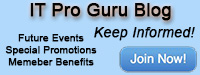 IT Pro Guru Blog
Keep Informed!
Future Events
Special Promotions
Memeber Benefits
Join Now!